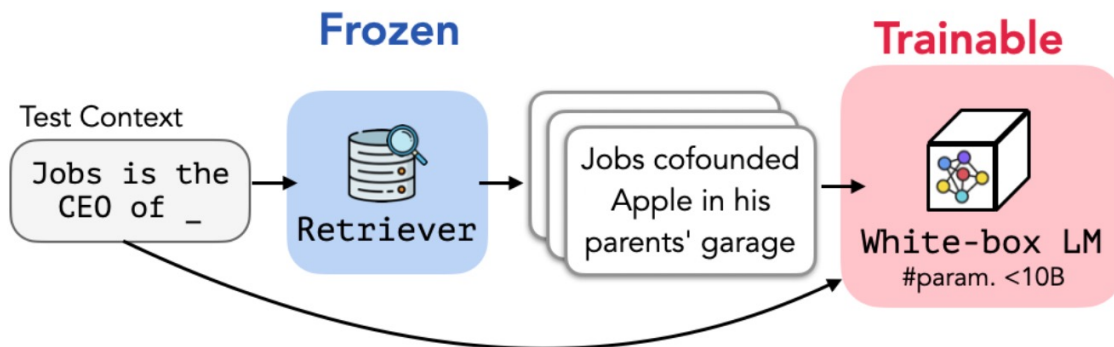 Frozen
Trainable
Test Context
Jobs is the
CEO of _
Retriever
Jobs cofounded
Apple in his
parents' garage
White-box LM
#param. <10B